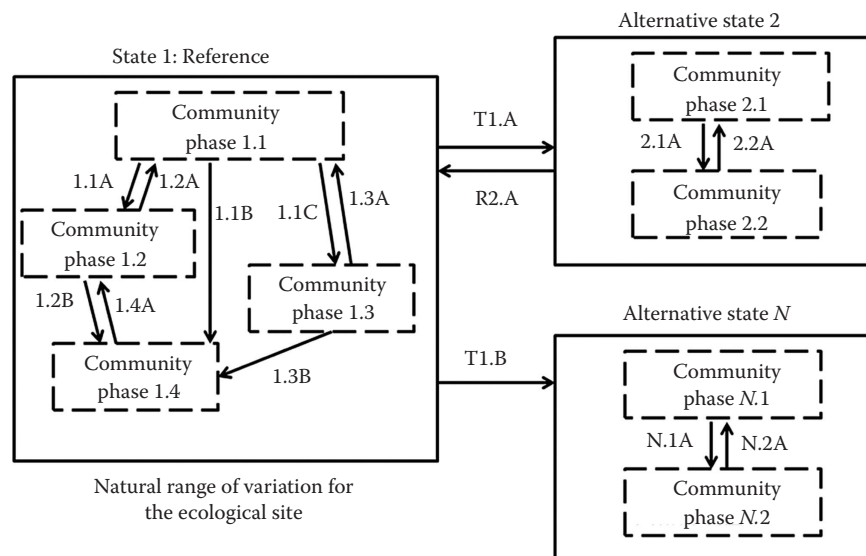 State 1: Reference
Community
phase 1.1
1.1A
1.2A
1.1B
1.1C
1.3A
Community
phase 1.2
Community
phase 1.3
1.2B
1.4A
Community
phase 1.4
1.3B
Natural range of variation for
the ecological site
T1.A
R2.A
T1.B
Alternative state 2
Community
phase 2.1
2.1A
2.2A
Community
phase 2.2
Alternative state N
Community
phase N.1
N.1A
N.2A
Community
phase N.2